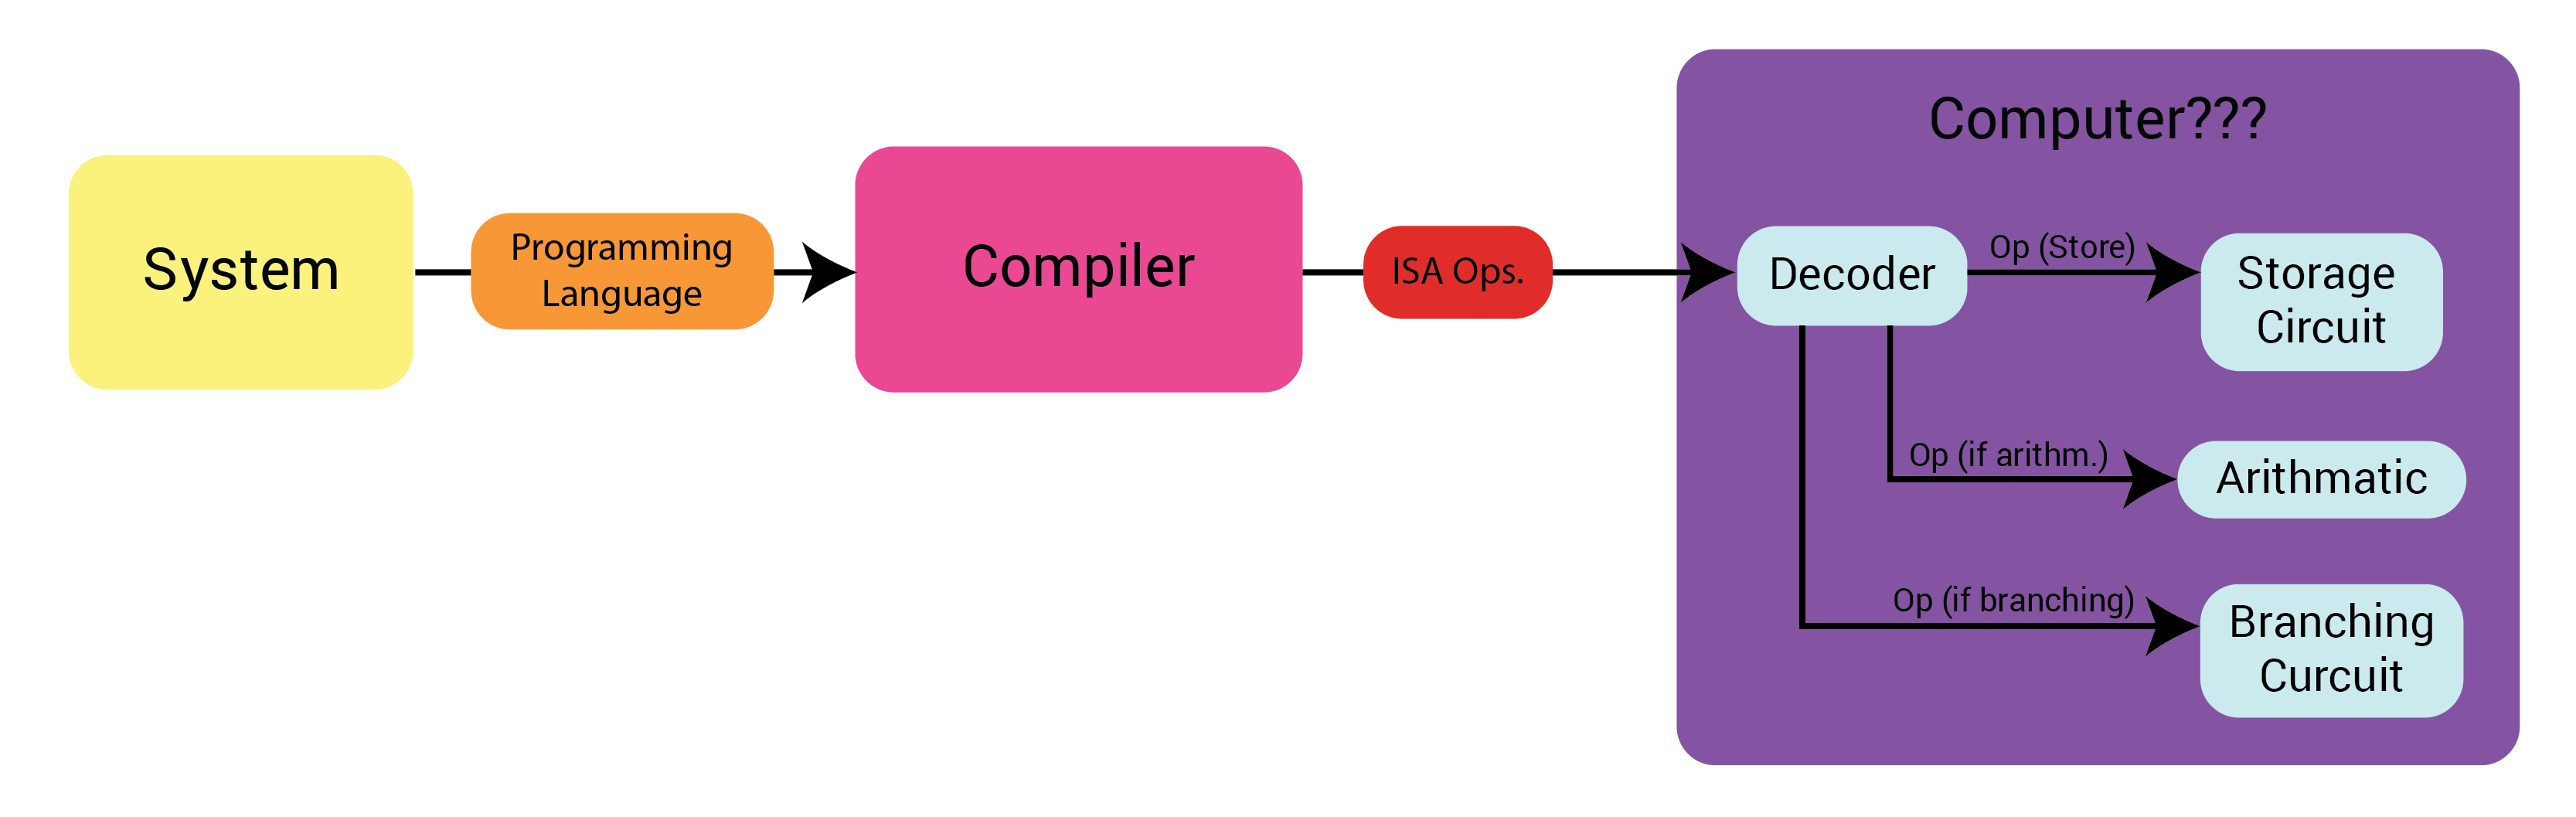 Computer???
System
Programming
Language
Compiler
ISA Ops.
Decoder
Op (Store)
Storage
Circuit
Op (if arithm.)
Arithmatic
Op (if branching)
Branching
Curcuit